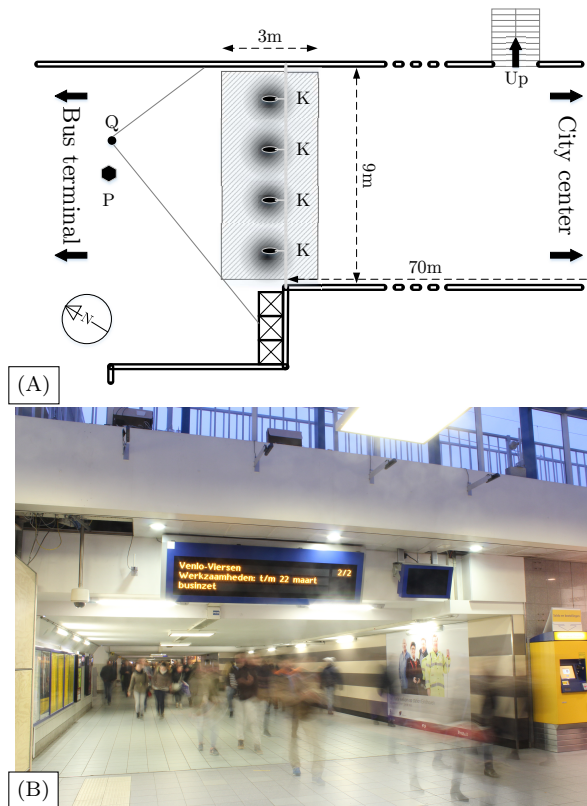 3m
Up
K
Q
Bus terminal
K
9m
City center
P
K
K
70m
N
(A)
Venlo-Viersen 2/2
Werkzaamheden: t/m 22 maart
businzet
(B)